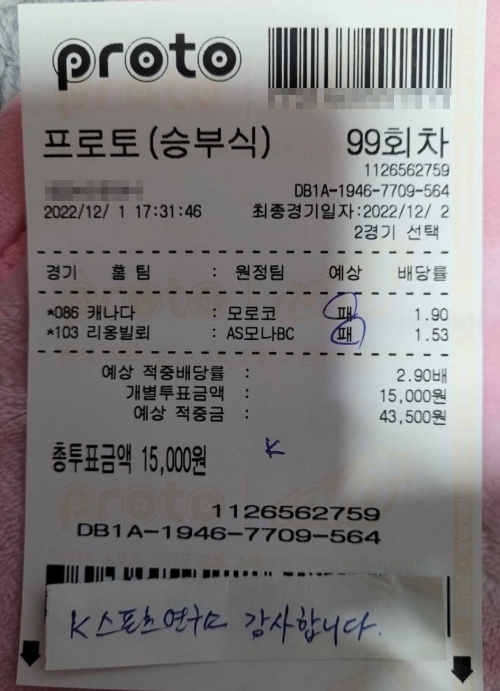 proto
프로토(승부식) 99회차
1126562759
DB1A-1946-7709-564
2022/12/ 1 17:31:46 최종경기일자:2022/12/ 2
2경기 선택
경기 홈팀 : 원정팀 예상 배당률
*086 캐나다 : 모로코 패 1.90
*103 리옹빌뢰 : AS모나BC 패 1.53
예상 적중배당률 : 2.90배
개별투표금액 : 15,000원
예상 적중금 : 43,500원
K
총투표금액 15,000원
1126562759
DB1A-1946-7709-564
K스포츠연구소 감사합니다.